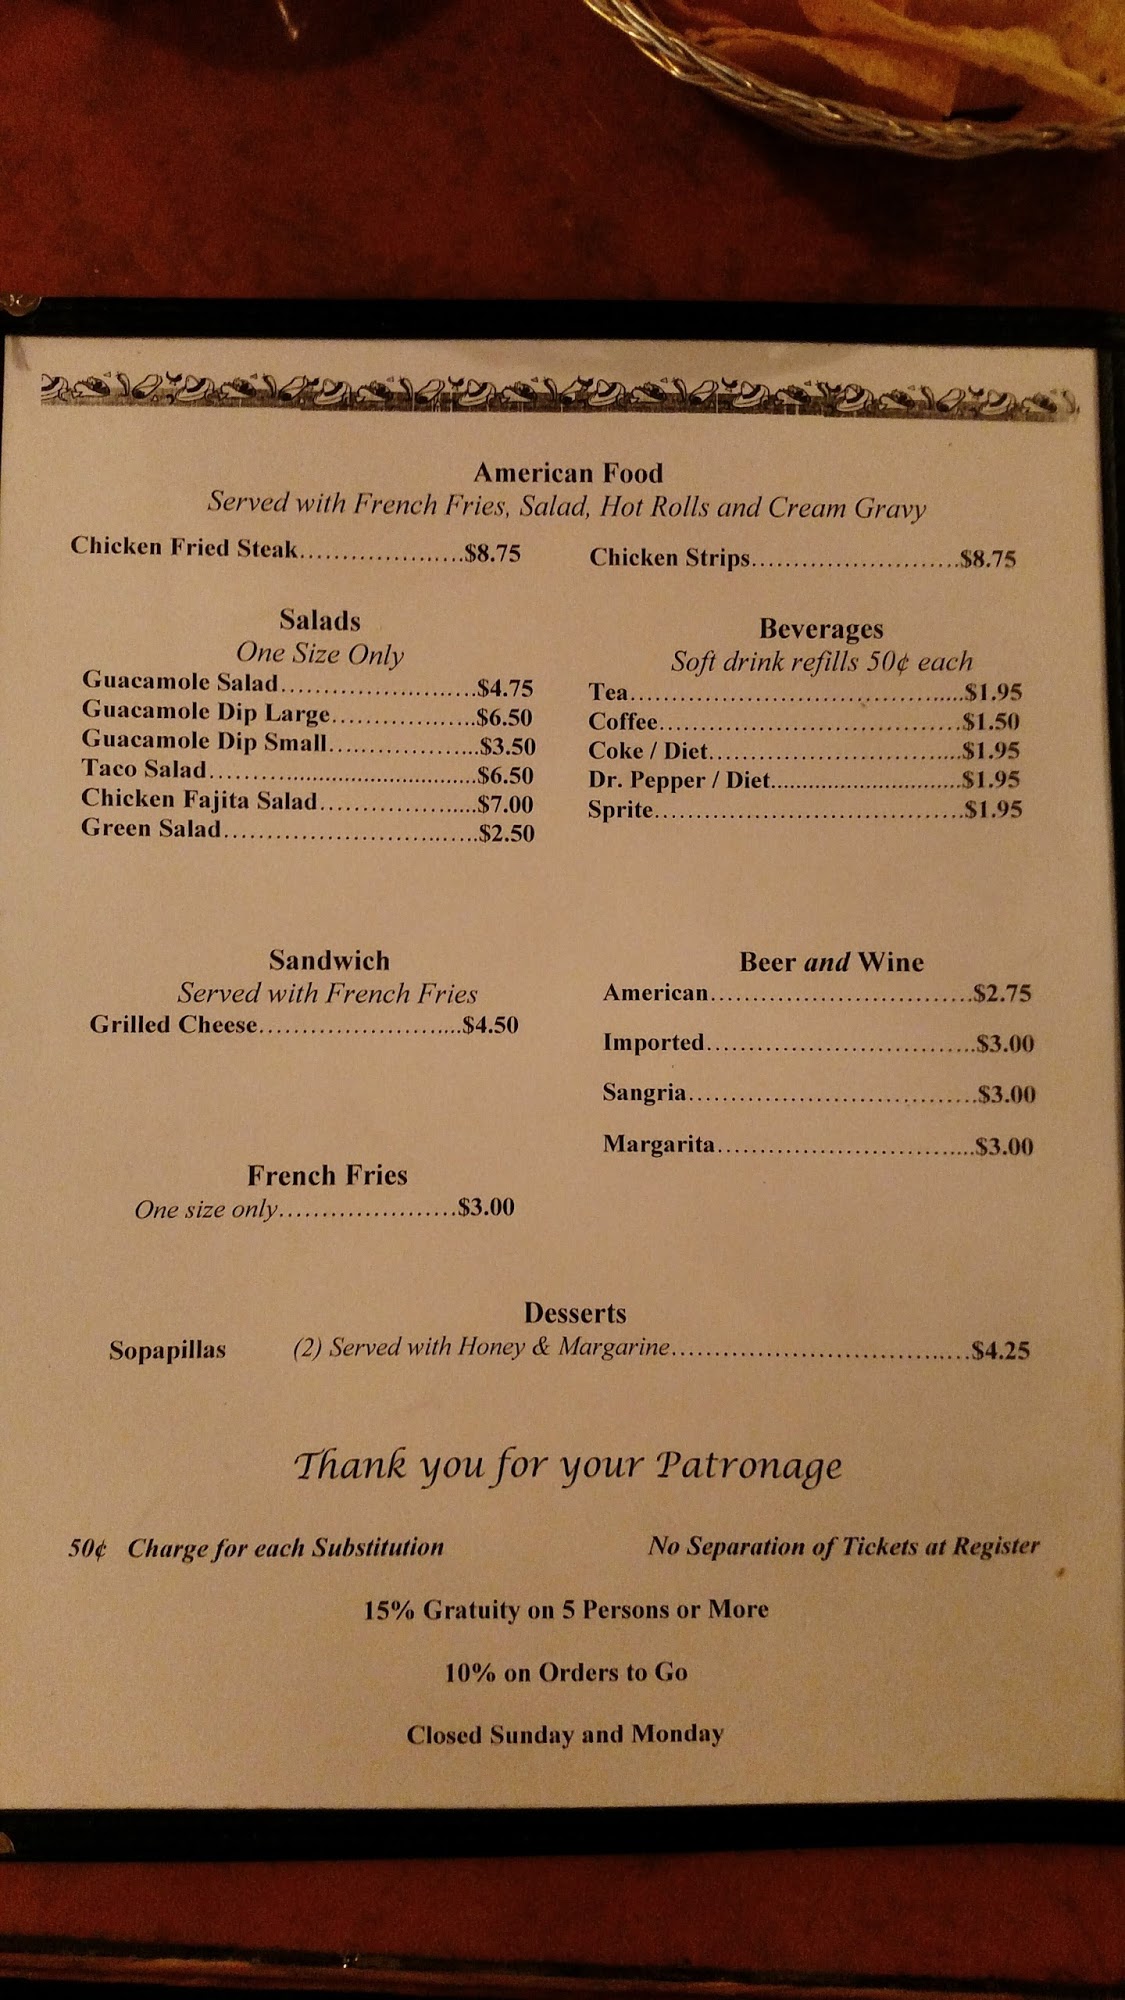 American Food
Served with French Fries, Salad, Hot Rolls and Cream Gravy
Chicken Fried Steak.....................$8.75
Chicken Strips.........................$8.75
Salads
One Size Only
Guacamole Salad........................$4.75
Guacamole Dip Large..................$6.50
Guacamole Dip Small...................$3.50
Taco Salad......................................$6.50
Chicken Fajita Salad....................$7.00
Green Salad...............................$2.50
Beverages
Soft drink refills 50¢ each
Tea..........................................$1.95
Coffee.....................................$1.50
Coke / Diet................................$1.95
Dr. Pepper / Diet................................$1.95
Sprite......................................$1.95
Sandwich
Served with French Fries
Grilled Cheese..........................$4.50
French Fries
One size only.....................$3.00
Beer and Wine
American...............................$2.75
Imported................................$3.00
Sangria..................................$3.00
Margarita................................$3.00
Desserts
Sopapillas (2) Served with Honey & Margarine....................................$4.25
Thank you for your Patronage
50¢ Charge for each Substitution
No Separation of Tickets at Register
15% Gratuity on 5 Persons or More
10% on Orders to Go
Closed Sunday and Monday